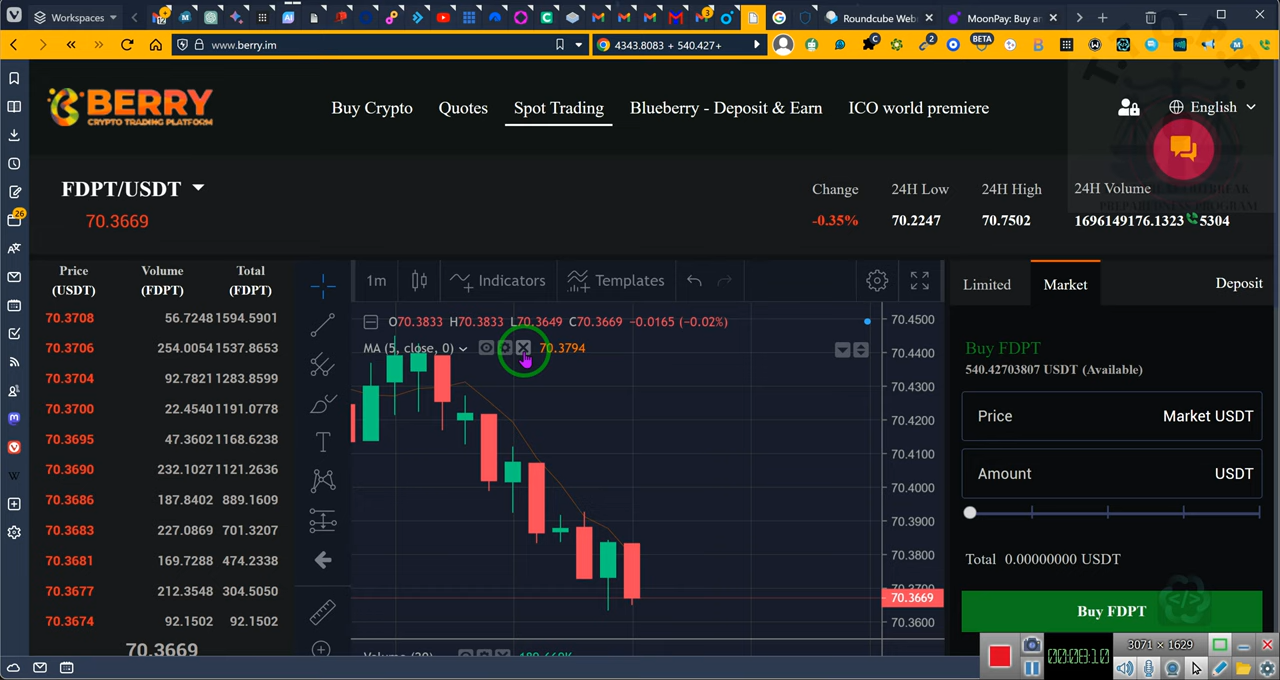 Workspaces
Roundcube Web
MoonPay: Buy ar
www.berry.im
4343.8083 + 540.427+
BETA
BERRY
CRYPTO TRADING PLATFORM
Buy Crypto
Quotes
Spot Trading
Blueberry - Deposit & Earn
ICO world premiere
English
FDPT/USDT
70.3669
Change
24H Low
24H High
24H Volume
-0.35%
70.2247
70.7502
1696149176.1323 5304
Price (USDT) Volume (FDPT) Total (FDPT)
70.3708 56.7248 1594.5901
70.3706 254.0054 1537.8653
70.3704 92.7821 1283.8599
70.3700 22.4540 1191.0778
70.3695 47.3602 1168.6238
70.3690 232.1027 1121.2636
70.3686 187.8402 889.1609
70.3683 227.0869 701.3207
70.3681 169.7288 474.2338
70.3677 212.3548 304.5050
70.3674 92.1502 92.1502
70.3669
1m
Indicators
Templates
O70.3833 H70.3833 L70.3649 C70.3669 -0.0165 (-0.02%)
MA (5, close, 0) 70.3794
70.4500
70.4400
70.4300
70.4200
70.4100
70.4000
70.3900
70.3800
70.3700
70.3669
70.3600
Limited
Market
Deposit
Buy FDPT
540.42703807 USDT (Available)
Price Market USDT
Amount USDT
Total 0.00000000 USDT
Buy FDPT
3071 × 1629